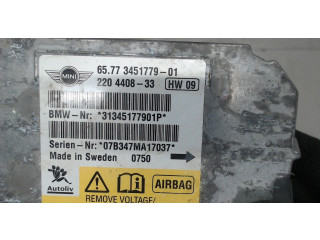 MINI
65.77 3451779-01
220 4408-33 HW 09
BMW-Nr: *31345177901P*
Serien-Nr: *07B347MA17037*
Made in Sweden 0750
Autoliv
AIRBAG
REMOVE VOLTAGE/